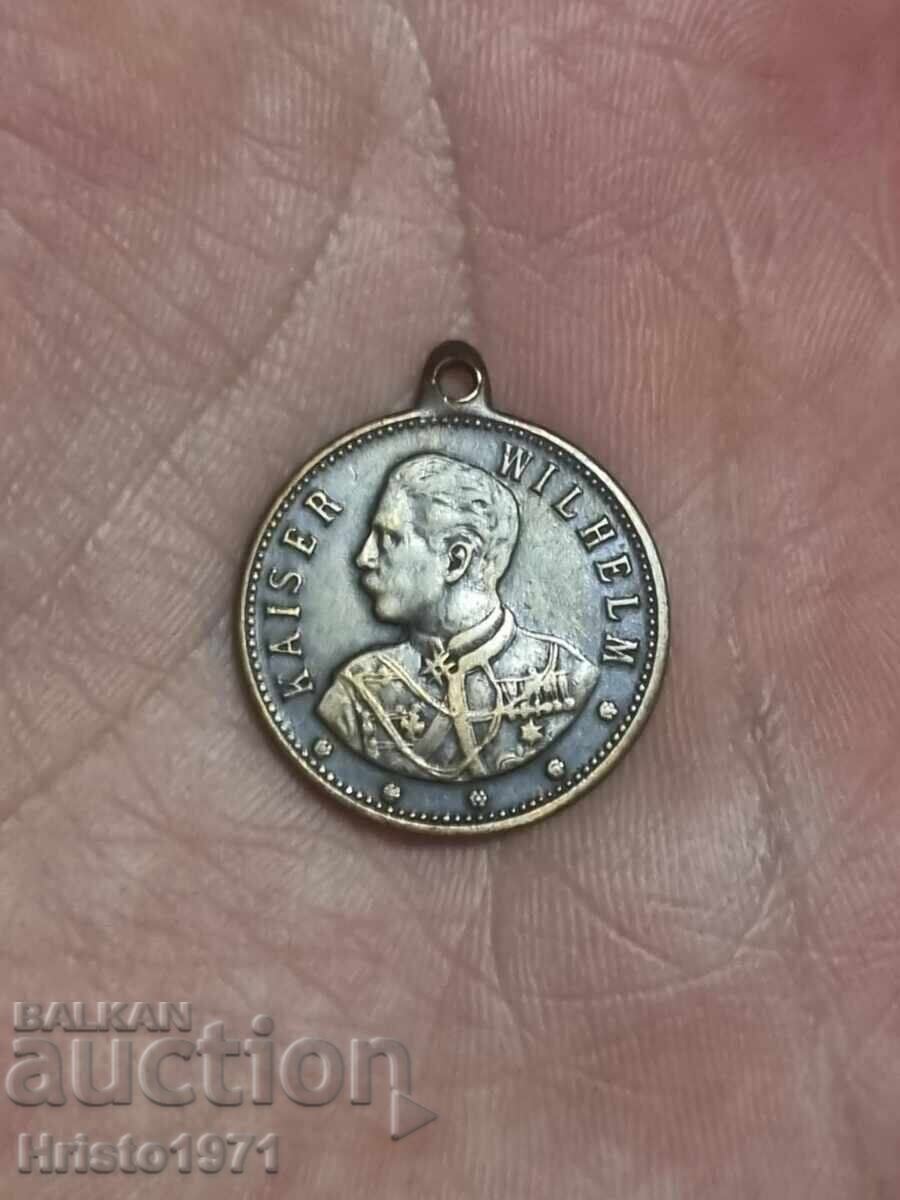 KAISER WILHELM
BALKAN
auction
Hristo1971